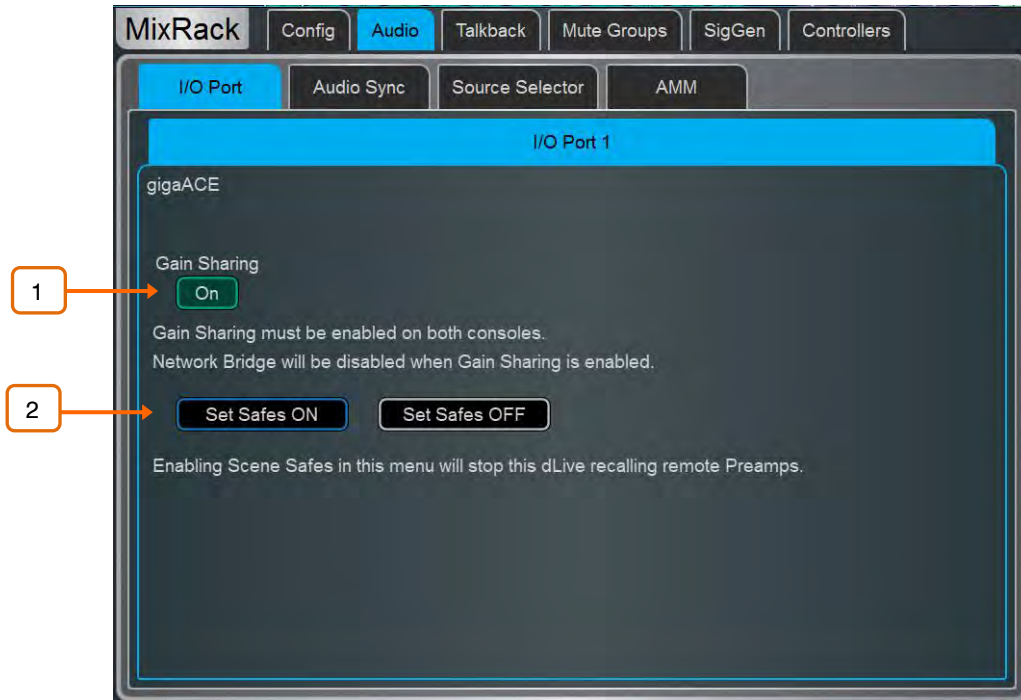 MixRack Config Audio Talkback Mute Groups SigGen Controllers
I/O Port Audio Sync Source Selector AMM
I/O Port 1
gigaACE
Gain Sharing
1 On
Gain Sharing must be enabled on both consoles.
Network Bridge will be disabled when Gain Sharing is enabled.
2 Set Safes ON Set Safes OFF
Enabling Scene Safes in this menu will stop this dLive recalling remote Preamps.